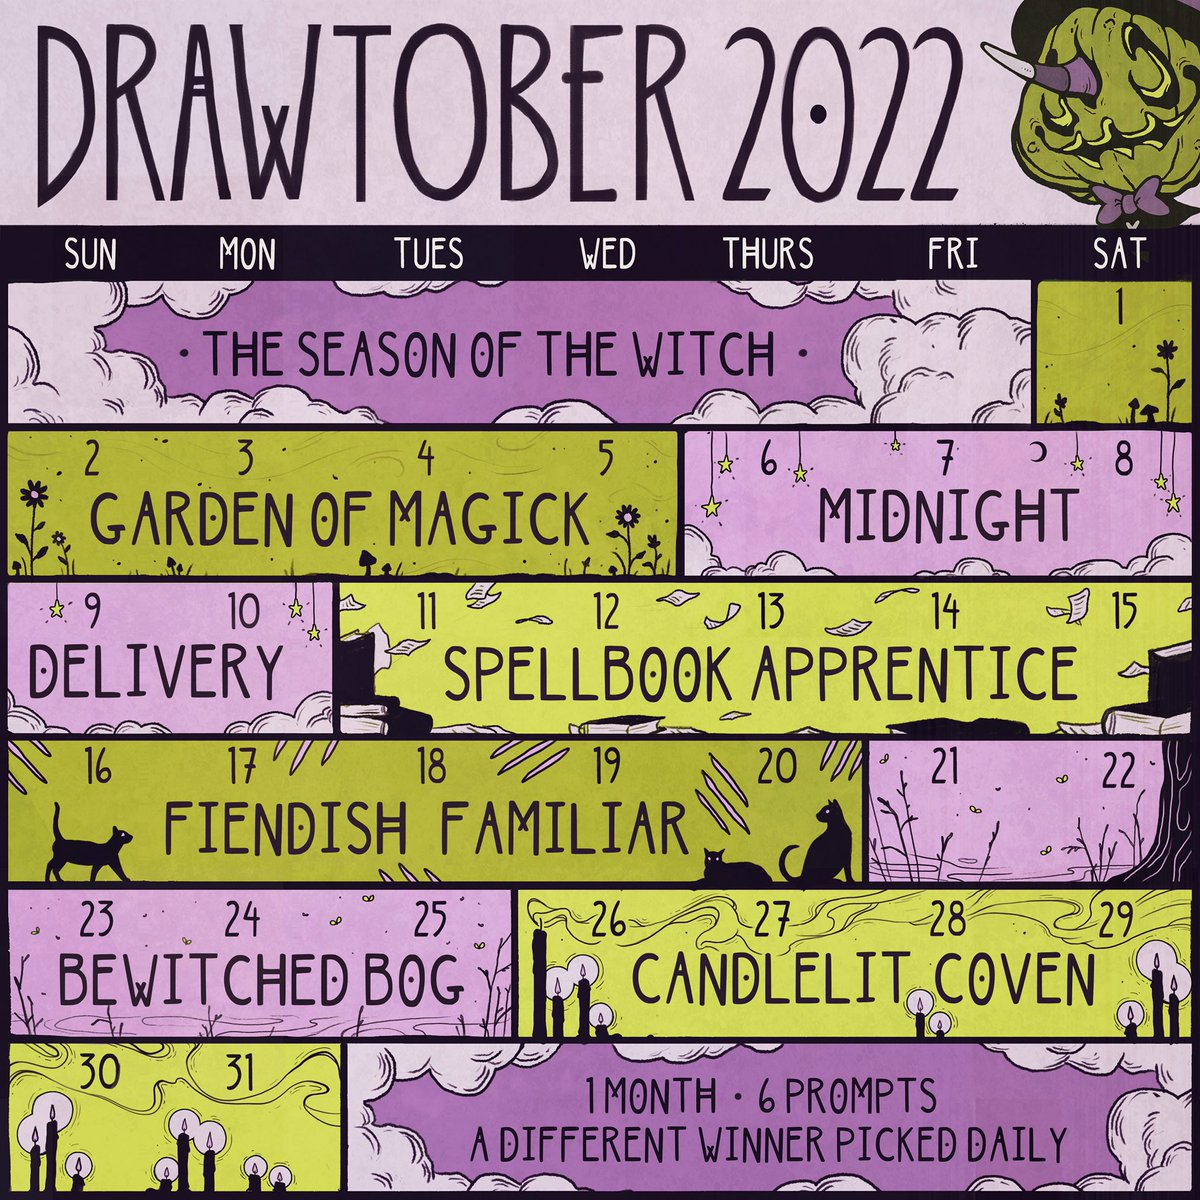 DRAWTOBER 2022
SUN MON TUES WED THURS FRI SAT
· THE SEASON OF THE WITCH ·
1
2 3 4 5
GARDEN OF MAGICK
6 7 8
MIDNIGHT
9 10
DELIVERY
11 12 13 14 15
SPELLBOOK APPRENTICE
16 17 18 19 20
FIENDISH FAMILIAR
21 22
23 24 25
BEWITCHED BOG
26 27 28 29
CANDLELIT COVEN
30 31
1 MONTH · 6 PROMPTS
A DIFFERENT WINNER PICKED DAILY